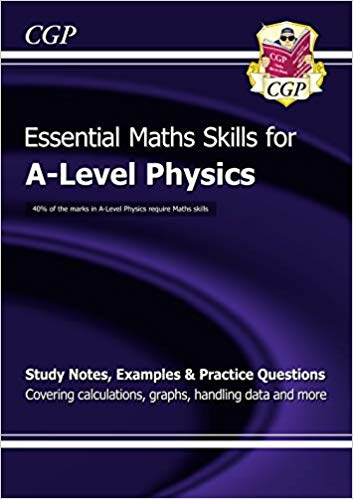 CGP
CGP
CGP
Essential Maths Skills for
A-Level Physics
40% of the marks in A-Level Physics require Maths skills
Study Notes, Examples & Practice Questions
Covering calculations, graphs, handling data and more